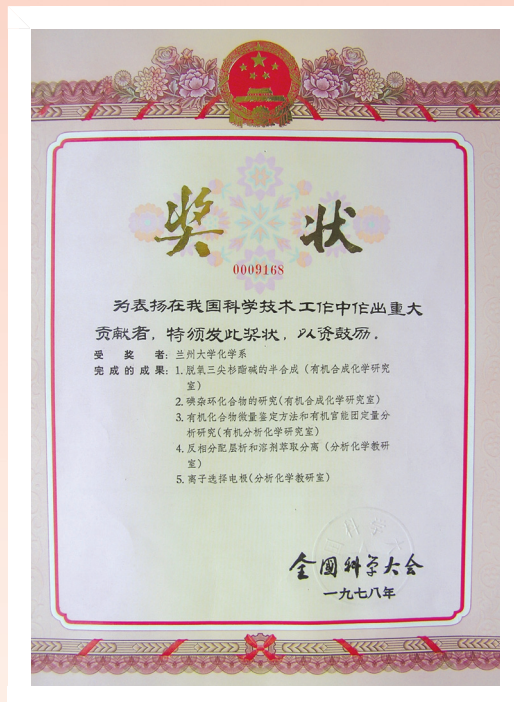 奖状
0009168
为表扬在我国科学技术工作中作出重大
贡献者，特颁发此奖状，以资鼓励。
受奖者：兰州大学化学系
完成的成果：1.脱氧三尖杉酯碱的半合成（有机合成化学研究
室）
2.碘杂环化合物的研究（有机合成化学研究室）
3.有机化合物微量鉴定方法和有机官能团定量分
析研究（有机分析化学研究室）
4.反相分配层析和溶剂萃取分离（分析化学教研
室）
5.离子选择电极（分析化学教研室）
全国科学大会
一九七八年